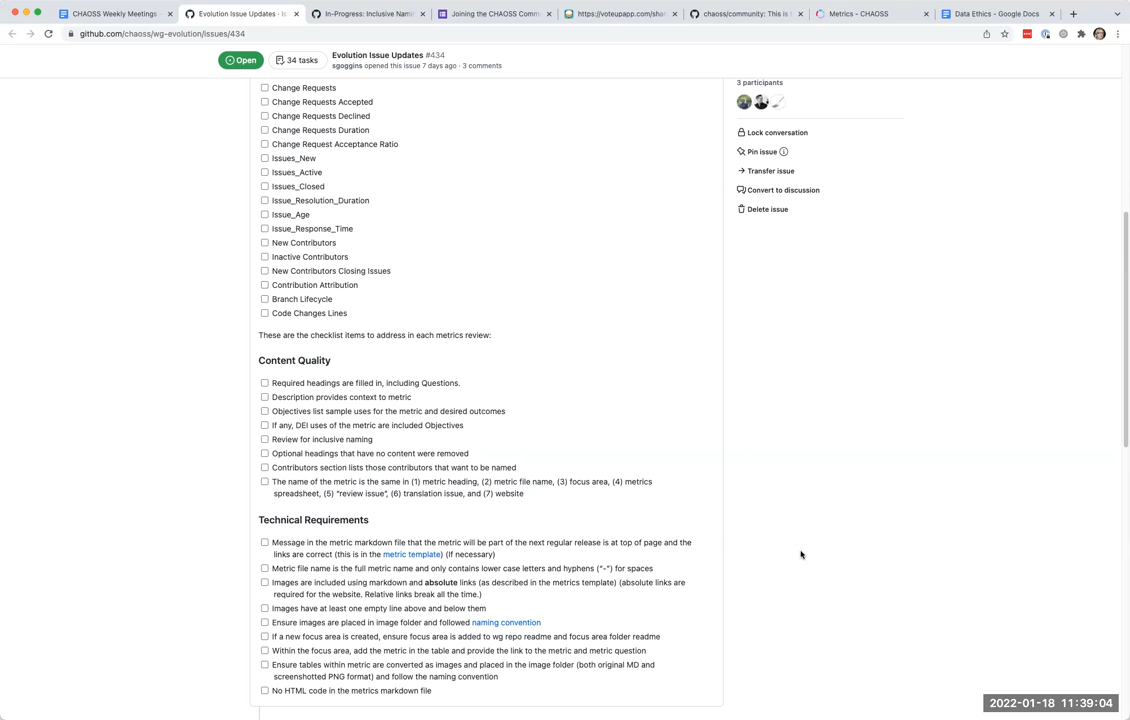 CHAOSS Weekly Meetings
Evolution Issue Updates · Is
In-Progress: Inclusive Nami
Joining the CHAOSS Comm
https://voteupapp.com/shar
chaoss/community: This is t
Metrics - CHAOSS
Data Ethics - Google Docs
github.com/chaoss/wg-evolution/issues/434
Open
34 tasks
Evolution Issue Updates #434
sgoggins opened this issue 7 days ago · 3 comments
Change Requests
Change Requests Accepted
Change Requests Declined
Change Requests Duration
Change Request Acceptance Ratio
Issues_New
Issues_Active
Issues_Closed
Issue_Resolution_Duration
Issue_Age
Issue_Response_Time
New Contributors
Inactive Contributors
New Contributors Closing Issues
Contribution Attribution
Branch Lifecycle
Code Changes Lines
These are the checklist items to address in each metrics review:
Content Quality
Required headings are filled in, including Questions.
Description provides context to metric
Objectives list sample uses for the metric and desired outcomes
If any, DEI uses of the metric are included Objectives
Review for inclusive naming
Optional headings that have no content were removed
Contributors section lists those contributors that want to be named
The name of the metric is the same in (1) metric heading, (2) metric file name, (3) focus area, (4) metrics
spreadsheet, (5) “review issue”, (6) translation issue, and (7) website
Technical Requirements
Message in the metric markdown file that the metric will be part of the next regular release is at top of page and the
links are correct (this is in the metric template) (If necessary)
Metric file name is the full metric name and only contains lower case letters and hyphens (“-”) for spaces
Images are included using markdown and absolute links (as described in the metrics template) (absolute links are
required for the website. Relative links break all the time.)
Images have at least one empty line above and below them
Ensure images are placed in image folder and followed naming convention
If a new focus area is created, ensure focus area is added to wg repo readme and focus area folder readme
Within the focus area, add the metric in the table and provide the link to the metric and metric question
Ensure tables within metric are converted as images and placed in the image folder (both original MD and
screenshotted PNG format) and follow the naming convention
No HTML code in the metrics markdown file
3 participants
Lock conversation
Pin issue
Transfer issue
Convert to discussion
Delete issue
2022-01-18 11:39:04